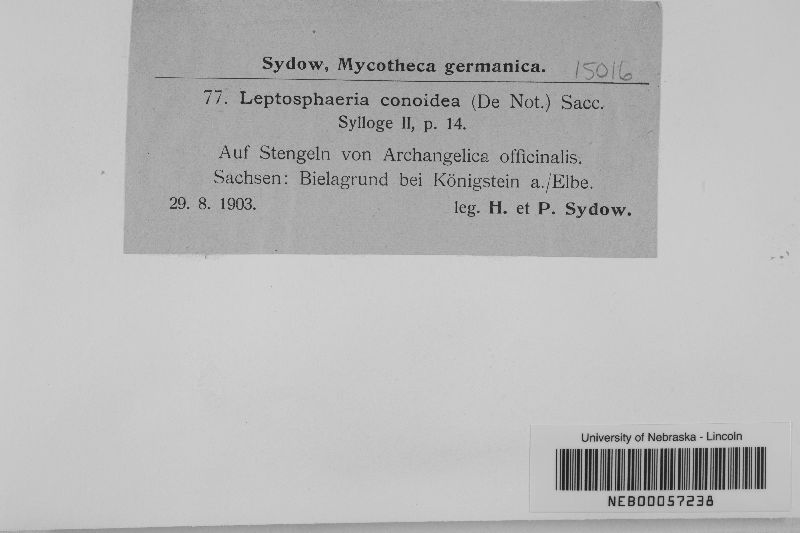 Sydow, Mycotheca germanica. 15016
77. Leptosphaeria conoidea (De Not.) Sacc.
Sylloge II, p. 14.
Auf Stengeln von Archangelica officinalis.
Sachsen: Bielagrund bei Königstein a./Elbe.
29. 8. 1903. leg. H. et P. Sydow.
University of Nebraska - Lincoln
NEB00057238